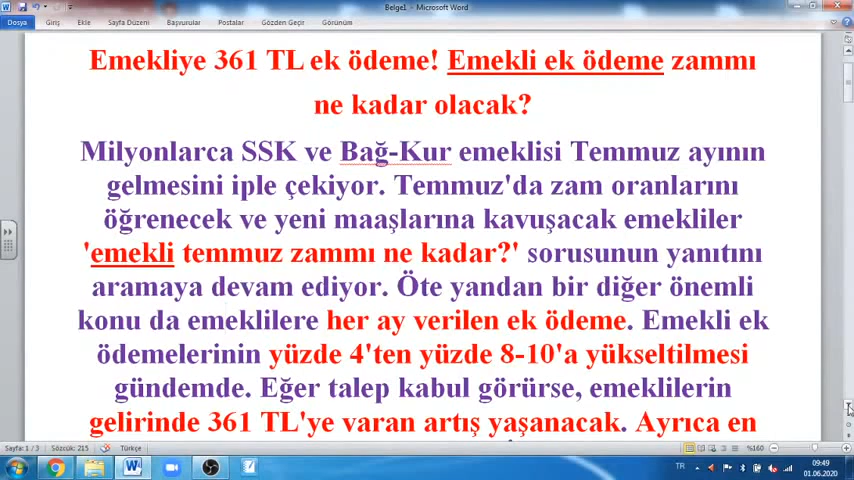 Belge1 - Microsoft Word
Dosya Giriş Ekle Sayfa Düzeni Başvurular Postalar Gözden Geçir Görünüm
Emekliye 361 TL ek ödeme! Emekli ek ödeme zammı
ne kadar olacak?
Milyonlarca SSK ve Bağ-Kur emeklisi Temmuz ayının
gelmesini iple çekiyor. Temmuz'da zam oranlarını
öğrenecek ve yeni maaşlarına kavuşacak emekliler
'emekli temmuz zammı ne kadar?' sorusunun yanıtını
aramaya devam ediyor. Öte yandan bir diğer önemli
konu da emeklilere her ay verilen ek ödeme. Emekli ek
ödemelerinin yüzde 4'ten yüzde 8-10'a yükseltilmesi
gündemde. Eğer talep kabul görürse, emeklilerin
gelirinde 361 TL'ye varan artış yaşanacak. Ayrıca en
Sayfa: 1 / 3 Sözcük: 215 Türkçe %160
TR 09:49
01.06.2020